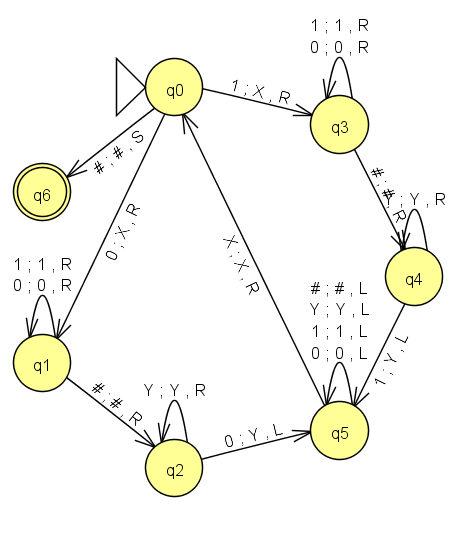 1 ; 1 , R
0 ; 0 , R
q0
1 ; X , R
q3
# ; # , S
# ; # , R
Y ; Y , R
q6
0 ; X , R
X ; X , R
q4
1 ; 1 , R
0 ; 0 , R
# ; # , L
Y ; Y , L
1 ; 1 , L
0 ; 0 , L
1 ; Y , L
q1
# ; # , R
Y ; Y , R
0 ; Y , L
q5
q2